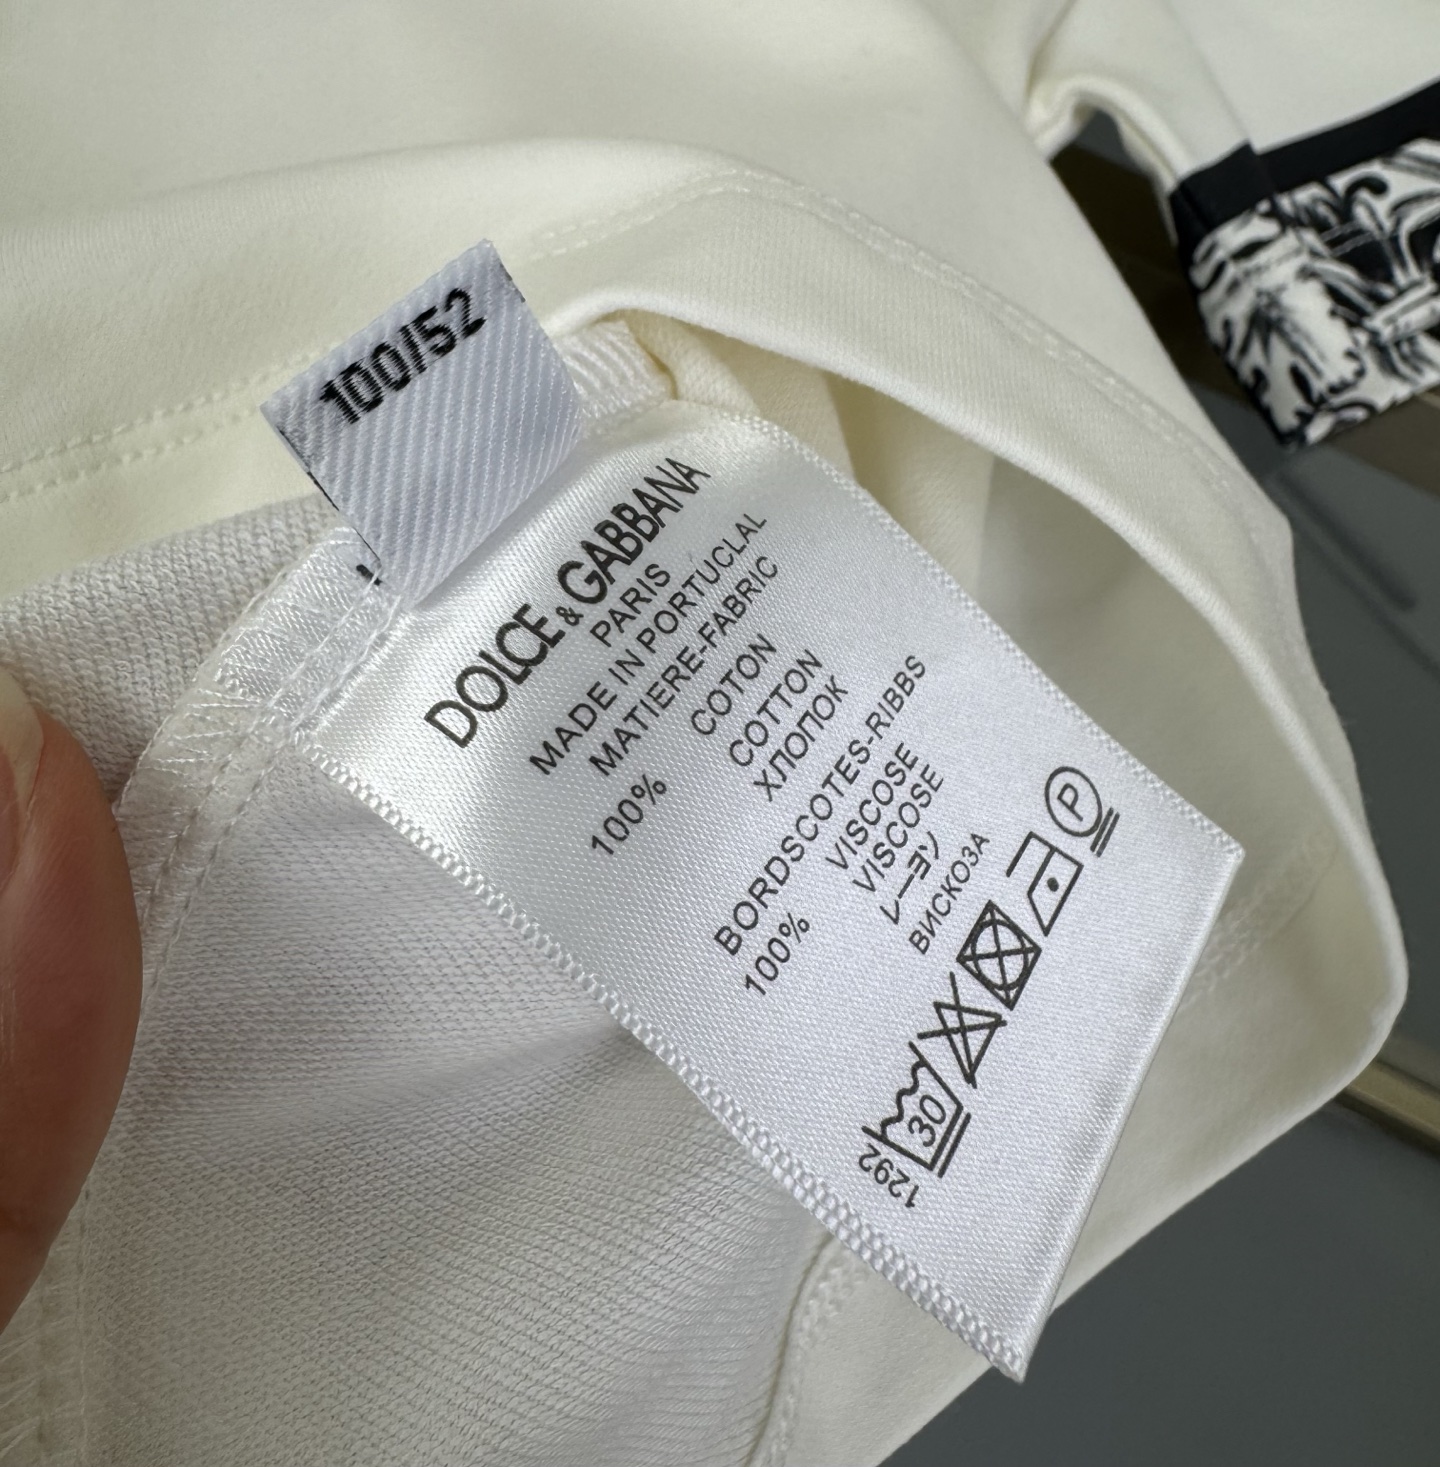 100/52
DOLCE & GABBANA
PARIS
MADE IN PORTUCLAL
MATIERE-FABRIC
100% COTON
COTTON
ХЛОПОК
BORDSCOTES-RIBBS
100% VISCOSE
VISCOSE
レーヨン
ВИСКОЗА
30
P
1292